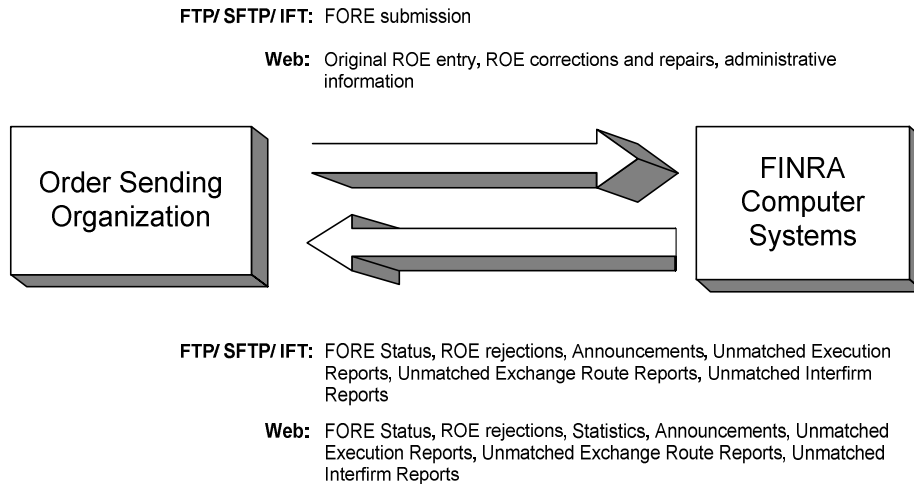 FTP/ SFTP/ IFT: FORE submission
Web: Original ROE entry, ROE corrections and repairs, administrative
information
Order Sending
Organization
FINRA
Computer
Systems
FTP/ SFTP/ IFT: FORE Status, ROE rejections, Announcements, Unmatched Execution
Reports, Unmatched Exchange Route Reports, Unmatched Interfirm
Reports
Web: FORE Status, ROE rejections, Statistics, Announcements, Unmatched
Execution Reports, Unmatched Exchange Route Reports, Unmatched
Interfirm Reports